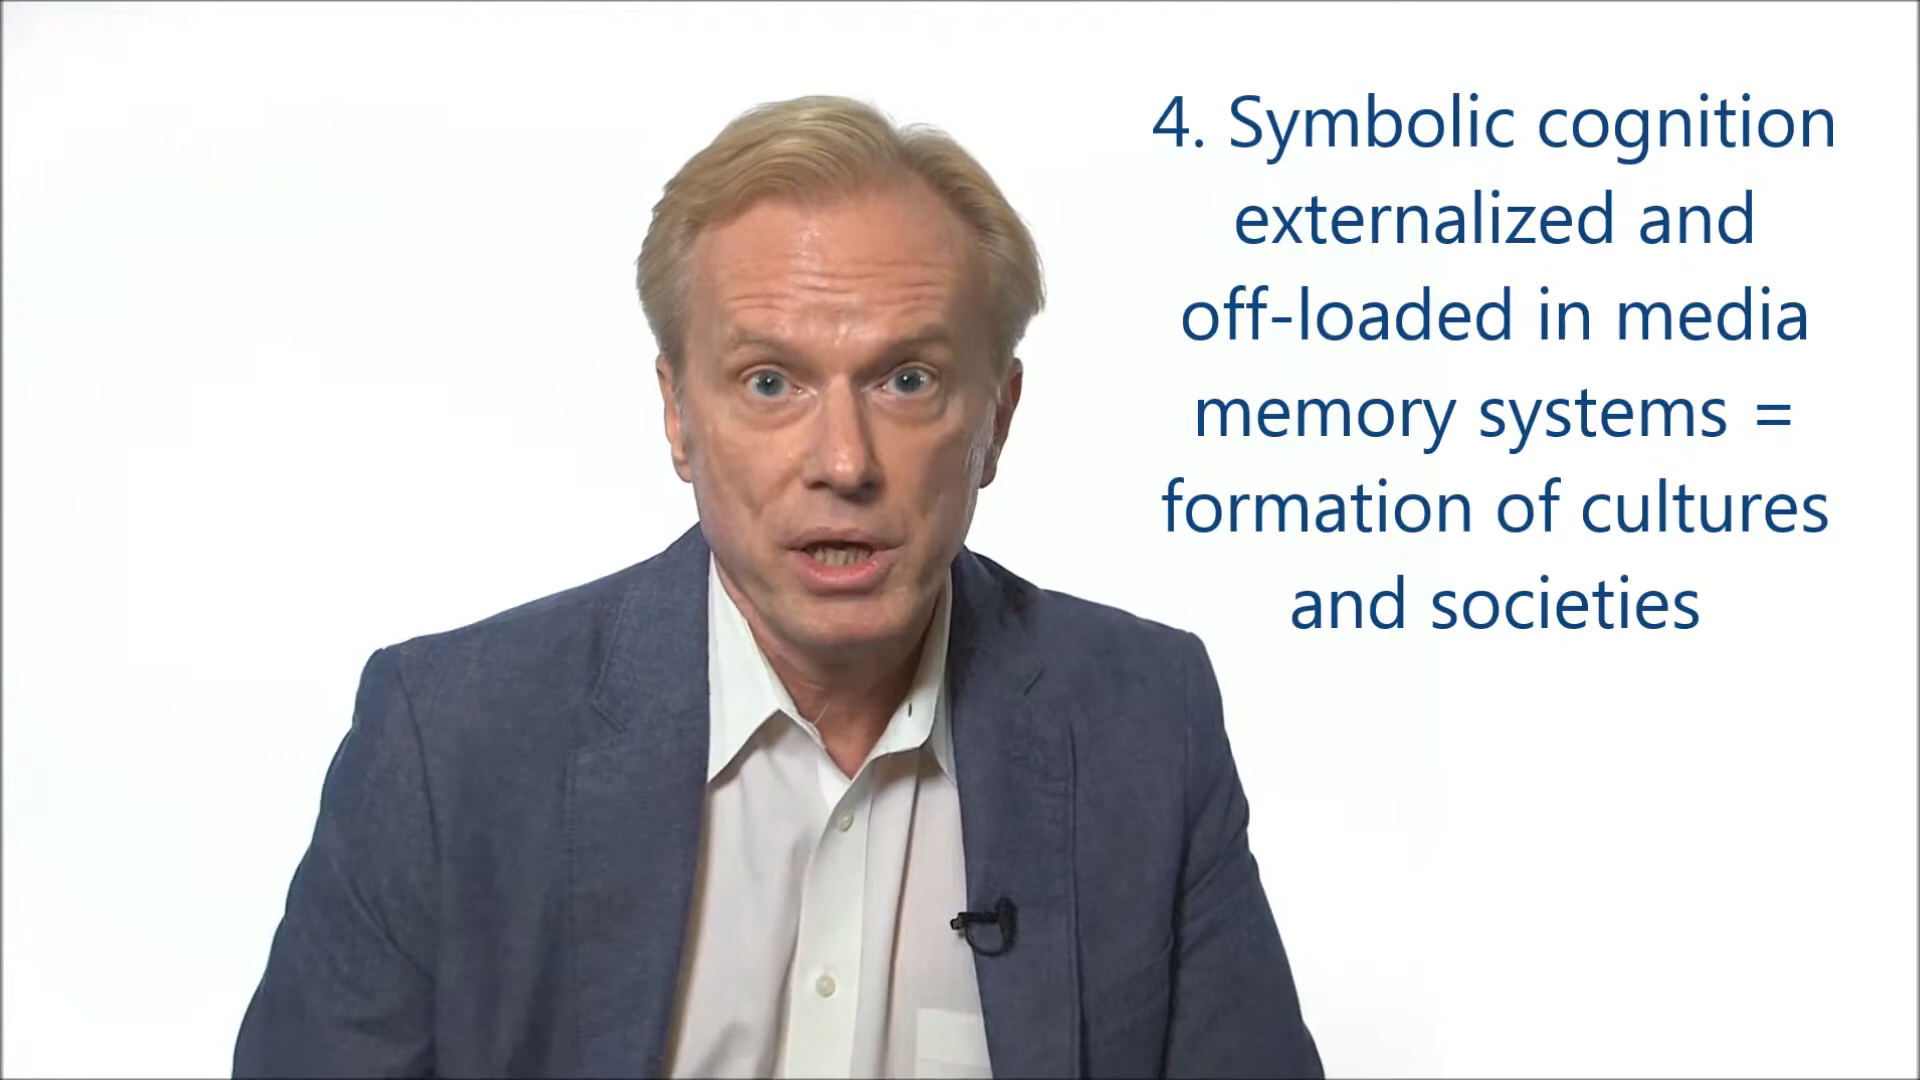 4. Symbolic cognition
externalized and
off-loaded in media
memory systems =
formation of cultures
and societies